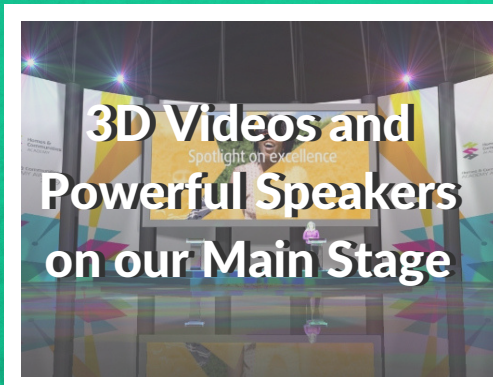 3D Videos and
Spotlight on excellence
Powerful Speakers
on our Main Stage